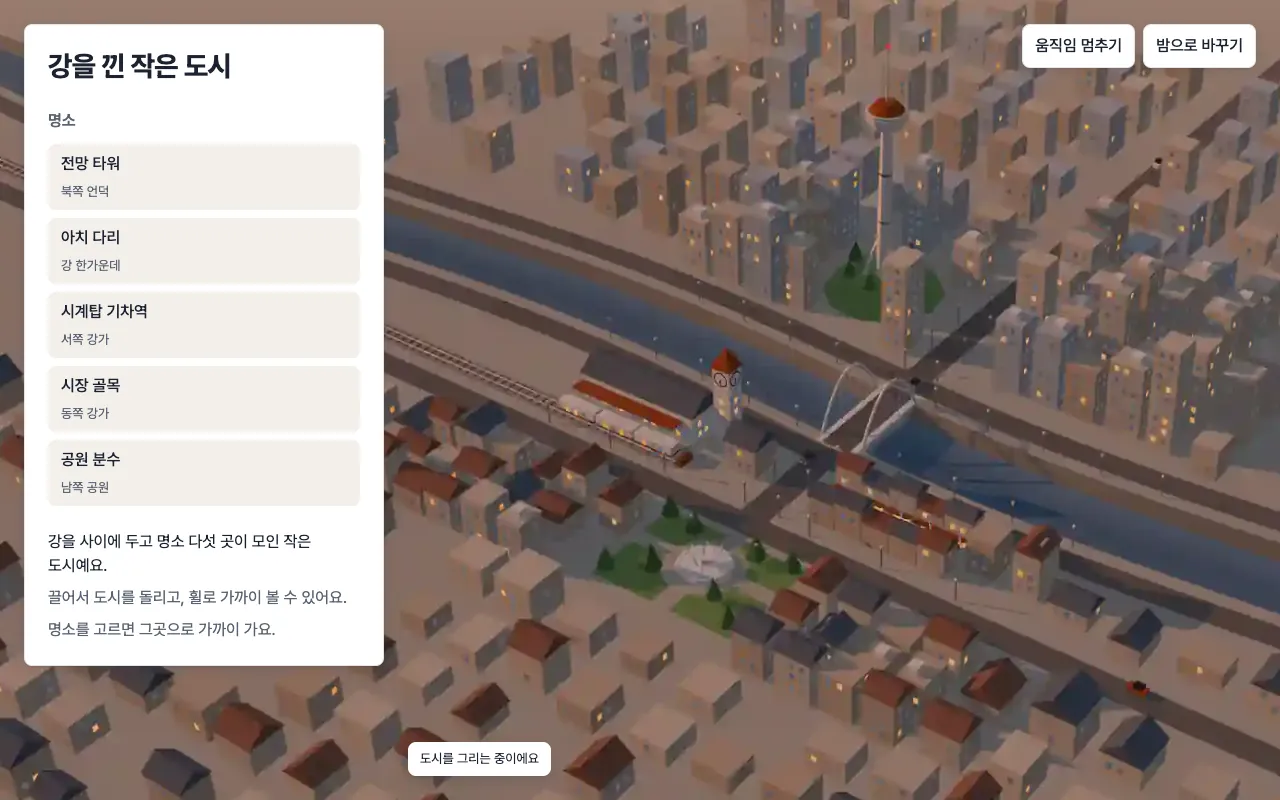 강을 낀 작은 도시
움직임 멈추기
밤으로 바꾸기
명소
전망 타워
북쪽 언덕
아치 다리
강 한가운데
시계탑 기차역
서쪽 강가
시장 골목
동쪽 강가
공원 분수
남쪽 공원
강을 사이에 두고 명소 다섯 곳이 모인 작은
도시예요.
끌어서 도시를 돌리고, 휠로 가까이 볼 수 있어요.
명소를 고르면 그곳으로 가까이 가요.
도시를 그리는 중이에요